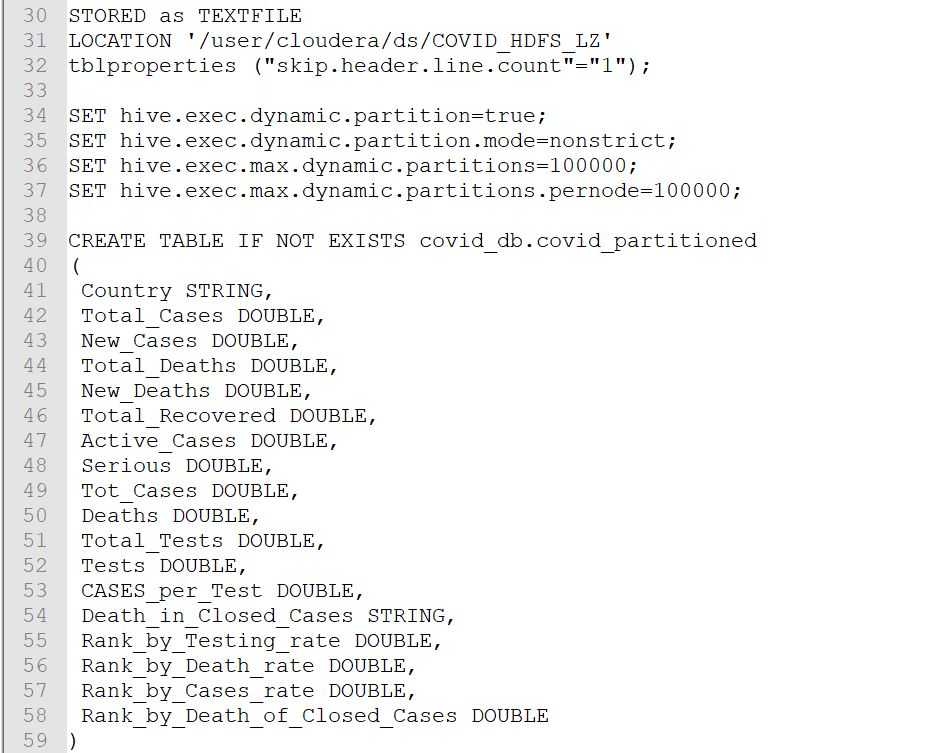 30 STORED as TEXTFILE
31 LOCATION '/user/cloudera/ds/COVID_HDFS_LZ'
32 tblproperties ("skip.header.line.count"="1");
33
34 SET hive.exec.dynamic.partition=true;
35 SET hive.exec.dynamic.partition.mode=nonstrict;
36 SET hive.exec.max.dynamic.partitions=100000;
37 SET hive.exec.max.dynamic.partitions.pernode=100000;
38
39 CREATE TABLE IF NOT EXISTS covid_db.covid_partitioned
40 (
41  Country STRING,
42  Total_Cases DOUBLE,
43  New_Cases DOUBLE,
44  Total_Deaths DOUBLE,
45  New_Deaths DOUBLE,
46  Total_Recovered DOUBLE,
47  Active_Cases DOUBLE,
48  Serious DOUBLE,
49  Tot_Cases DOUBLE,
50  Deaths DOUBLE,
51  Total_Tests DOUBLE,
52  Tests DOUBLE,
53  CASES_per_Test DOUBLE,
54  Death_in_Closed_Cases STRING,
55  Rank_by_Testing_rate DOUBLE,
56  Rank_by_Death_rate DOUBLE,
57  Rank_by_Cases_rate DOUBLE,
58  Rank_by_Death_of_Closed_Cases DOUBLE
59 )